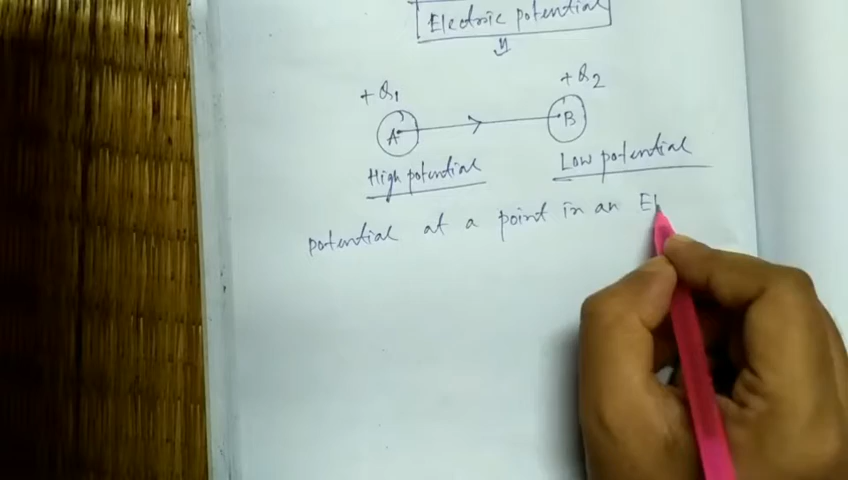 Electric potential
+ Q1
+ Q2
A
B
High potential
Low potential
potential at a point in an El